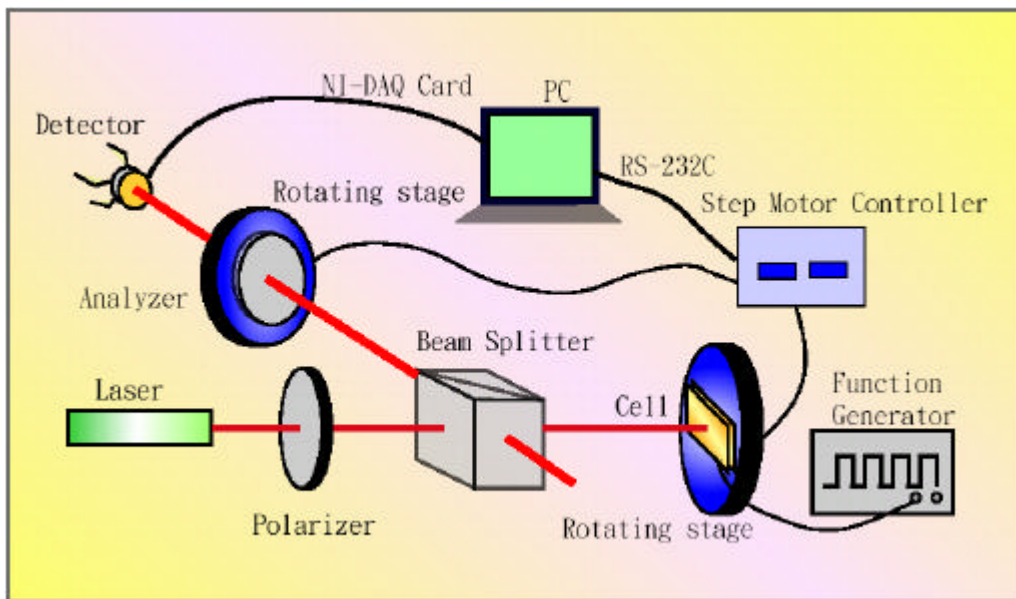 NI-DAQ Card
PC
Detector
RS-232C
Rotating stage
Step Motor Controller
Analyzer
Beam Splitter
Laser
Cell
Function
Generator
Polarizer
Rotating stage